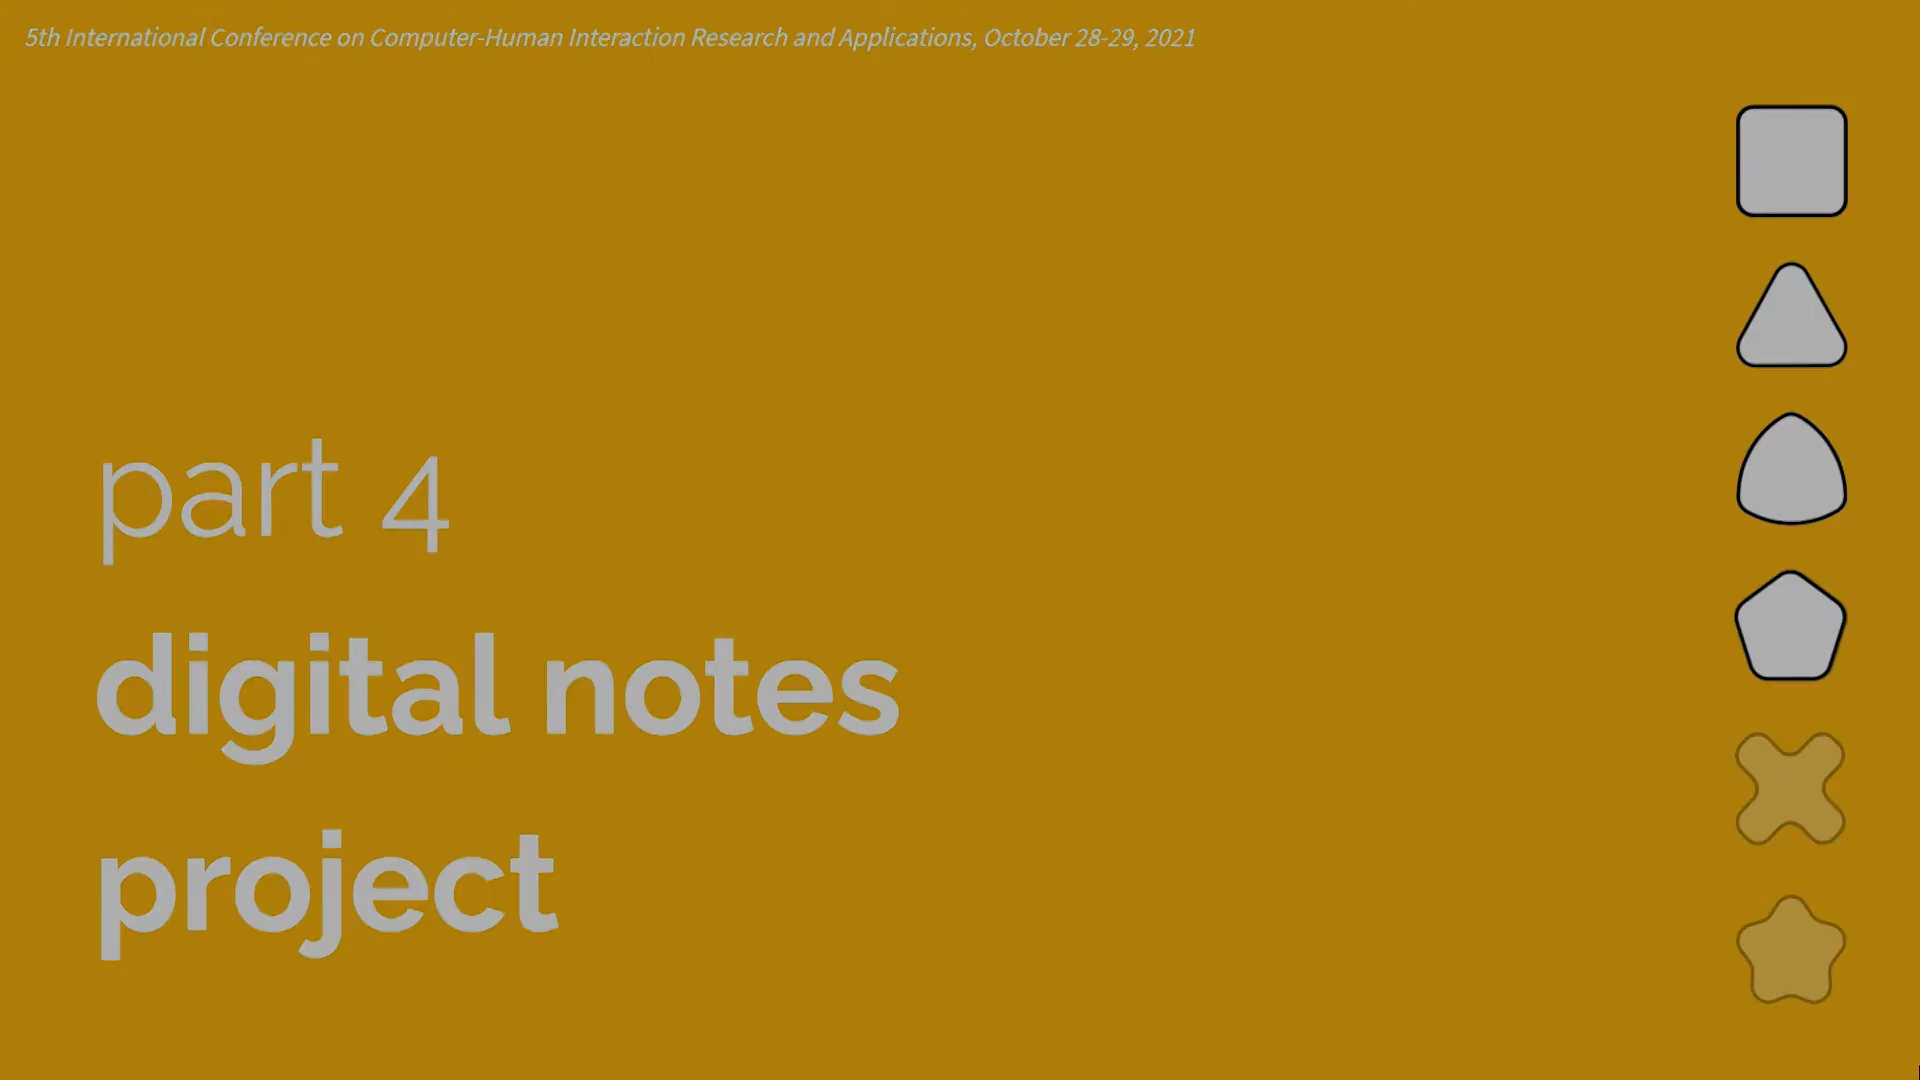 5th International Conference on Computer-Human Interaction Research and Applications, October 28-29, 2021
part 4
digital notes
project